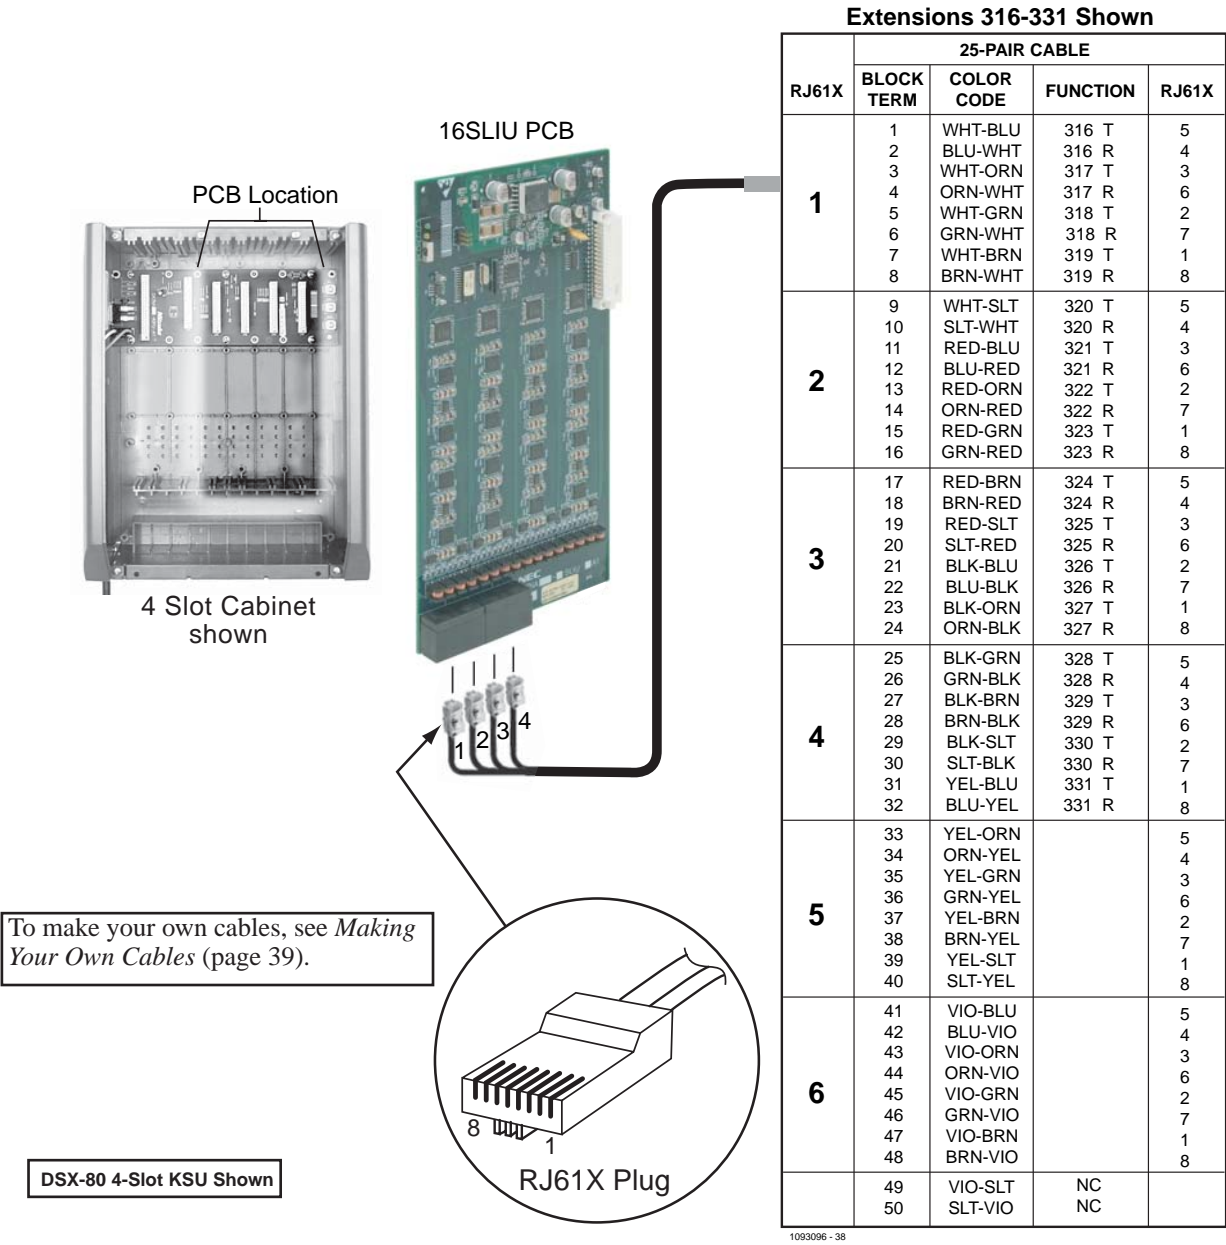 Extensions 316-331 Shown
25-PAIR CABLE
RJ61X BLOCK TERM COLOR CODE FUNCTION RJ61X
1
1 WHT-BLU 316 T 5
2 BLU-WHT 316 R 4
3 WHT-ORN 317 T 3
4 ORN-WHT 317 R 6
5 WHT-GRN 318 T 2
6 GRN-WHT 318 R 7
7 WHT-BRN 319 T 1
8 BRN-WHT 319 R 8
2
9 WHT-SLT 320 T 5
10 SLT-WHT 320 R 4
11 RED-BLU 321 T 3
12 BLU-RED 321 R 6
13 RED-ORN 322 T 2
14 ORN-RED 322 R 7
15 RED-GRN 323 T 1
16 GRN-RED 323 R 8
3
17 RED-BRN 324 T 5
18 BRN-RED 324 R 4
19 RED-SLT 325 T 3
20 SLT-RED 325 R 6
21 BLK-BLU 326 T 2
22 BLU-BLK 326 R 7
23 BLK-ORN 327 T 1
24 ORN-BLK 327 R 8
4
25 BLK-GRN 328 T 5
26 GRN-BLK 328 R 4
27 BLK-BRN 329 T 3
28 BRN-BLK 329 R 6
29 BLK-SLT 330 T 2
30 SLT-BLK 330 R 7
31 YEL-BLU 331 T 1
32 BLU-YEL 331 R 8
5
33 YEL-ORN 5
34 ORN-YEL 4
35 YEL-GRN 3
36 GRN-YEL 6
37 YEL-BRN 2
38 BRN-YEL 7
39 YEL-SLT 1
40 SLT-YEL 8
6
41 VIO-BLU 5
42 BLU-VIO 4
43 VIO-ORN 3
44 ORN-VIO 6
45 VIO-GRN 2
46 GRN-VIO 7
47 VIO-BRN 1
48 BRN-VIO 8
49 VIO-SLT NC
50 SLT-VIO NC
1093096 - 38
16SLIU PCB
PCB Location
4 Slot Cabinet
shown
NEC
1 2 3 4
To make your own cables, see Making
Your Own Cables (page 39).
8 1
RJ61X Plug
DSX-80 4-Slot KSU Shown